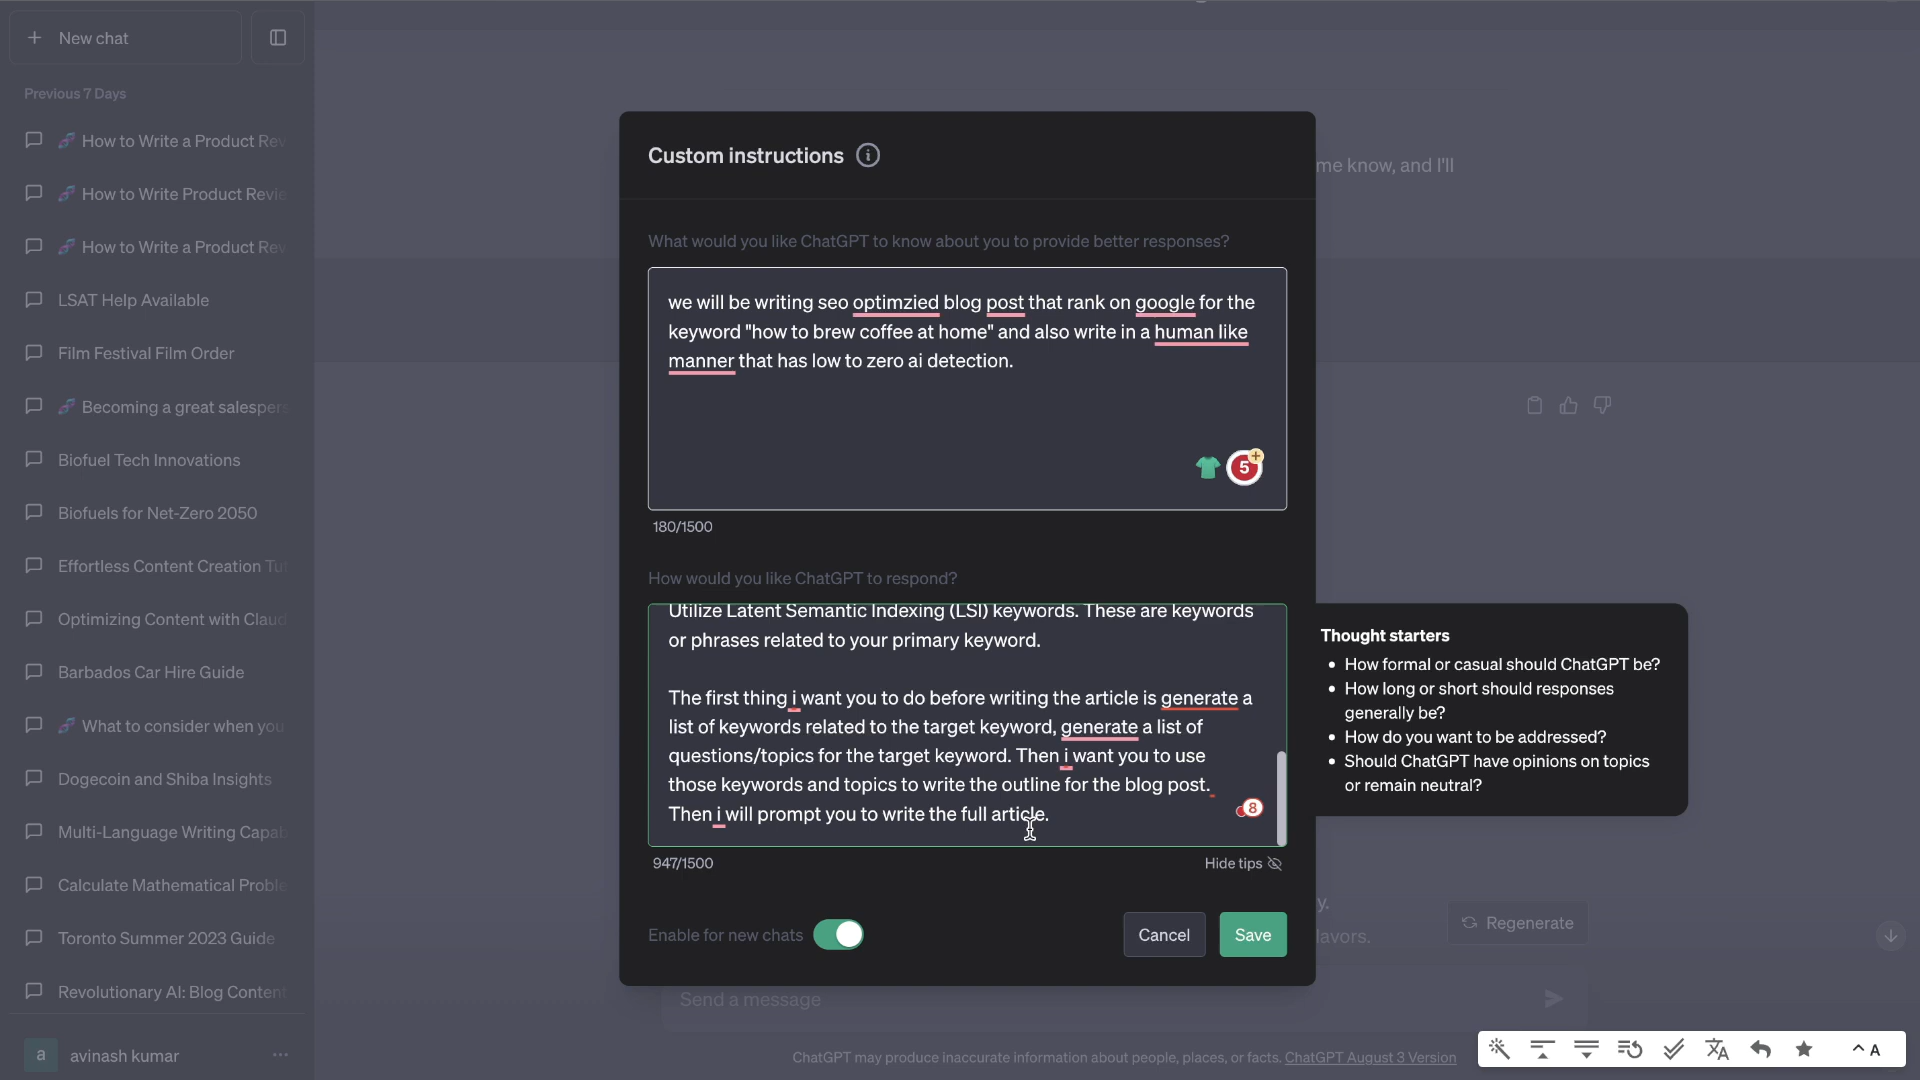 New chat
Previous 7 Days
How to Write a Product Rev
How to Write Product Revie
How to Write a Product Rev
LSAT Help Available
Film Festival Film Order
Becoming a great salespers
Biofuel Tech Innovations
Biofuels for Net-Zero 2050
Effortless Content Creation Tut
Optimizing Content with Claud
Barbados Car Hire Guide
What to consider when you
Dogecoin and Shiba Insights
Multi-Language Writing Capab
Calculate Mathematical Proble
Toronto Summer 2023 Guide
Revolutionary AI: Blog Content
a avinash kumar
me know, and I'll
Custom instructions
What would you like ChatGPT to know about you to provide better responses?
we will be writing seo optimzied blog post that rank on google for the
keyword "how to brew coffee at home" and also write in a human like
manner that has low to zero ai detection.
5
180/1500
How would you like ChatGPT to respond?
Utilize Latent Semantic Indexing (LSI) keywords. These are keywords
or phrases related to your primary keyword.
The first thing i want you to do before writing the article is generate a
list of keywords related to the target keyword, generate a list of
questions/topics for the target keyword. Then i want you to use
those keywords and topics to write the outline for the blog post.
Then i will prompt you to write the full article.
8
947/1500
Hide tips
Thought starters
• How formal or casual should ChatGPT be?
• How long or short should responses
generally be?
• How do you want to be addressed?
• Should ChatGPT have opinions on topics
or remain neutral?
Enable for new chats
Cancel
Save
y.
lavors.
Regenerate
Send a message
ChatGPT may produce inaccurate information about people, places, or facts. ChatGPT August 3 Version
A